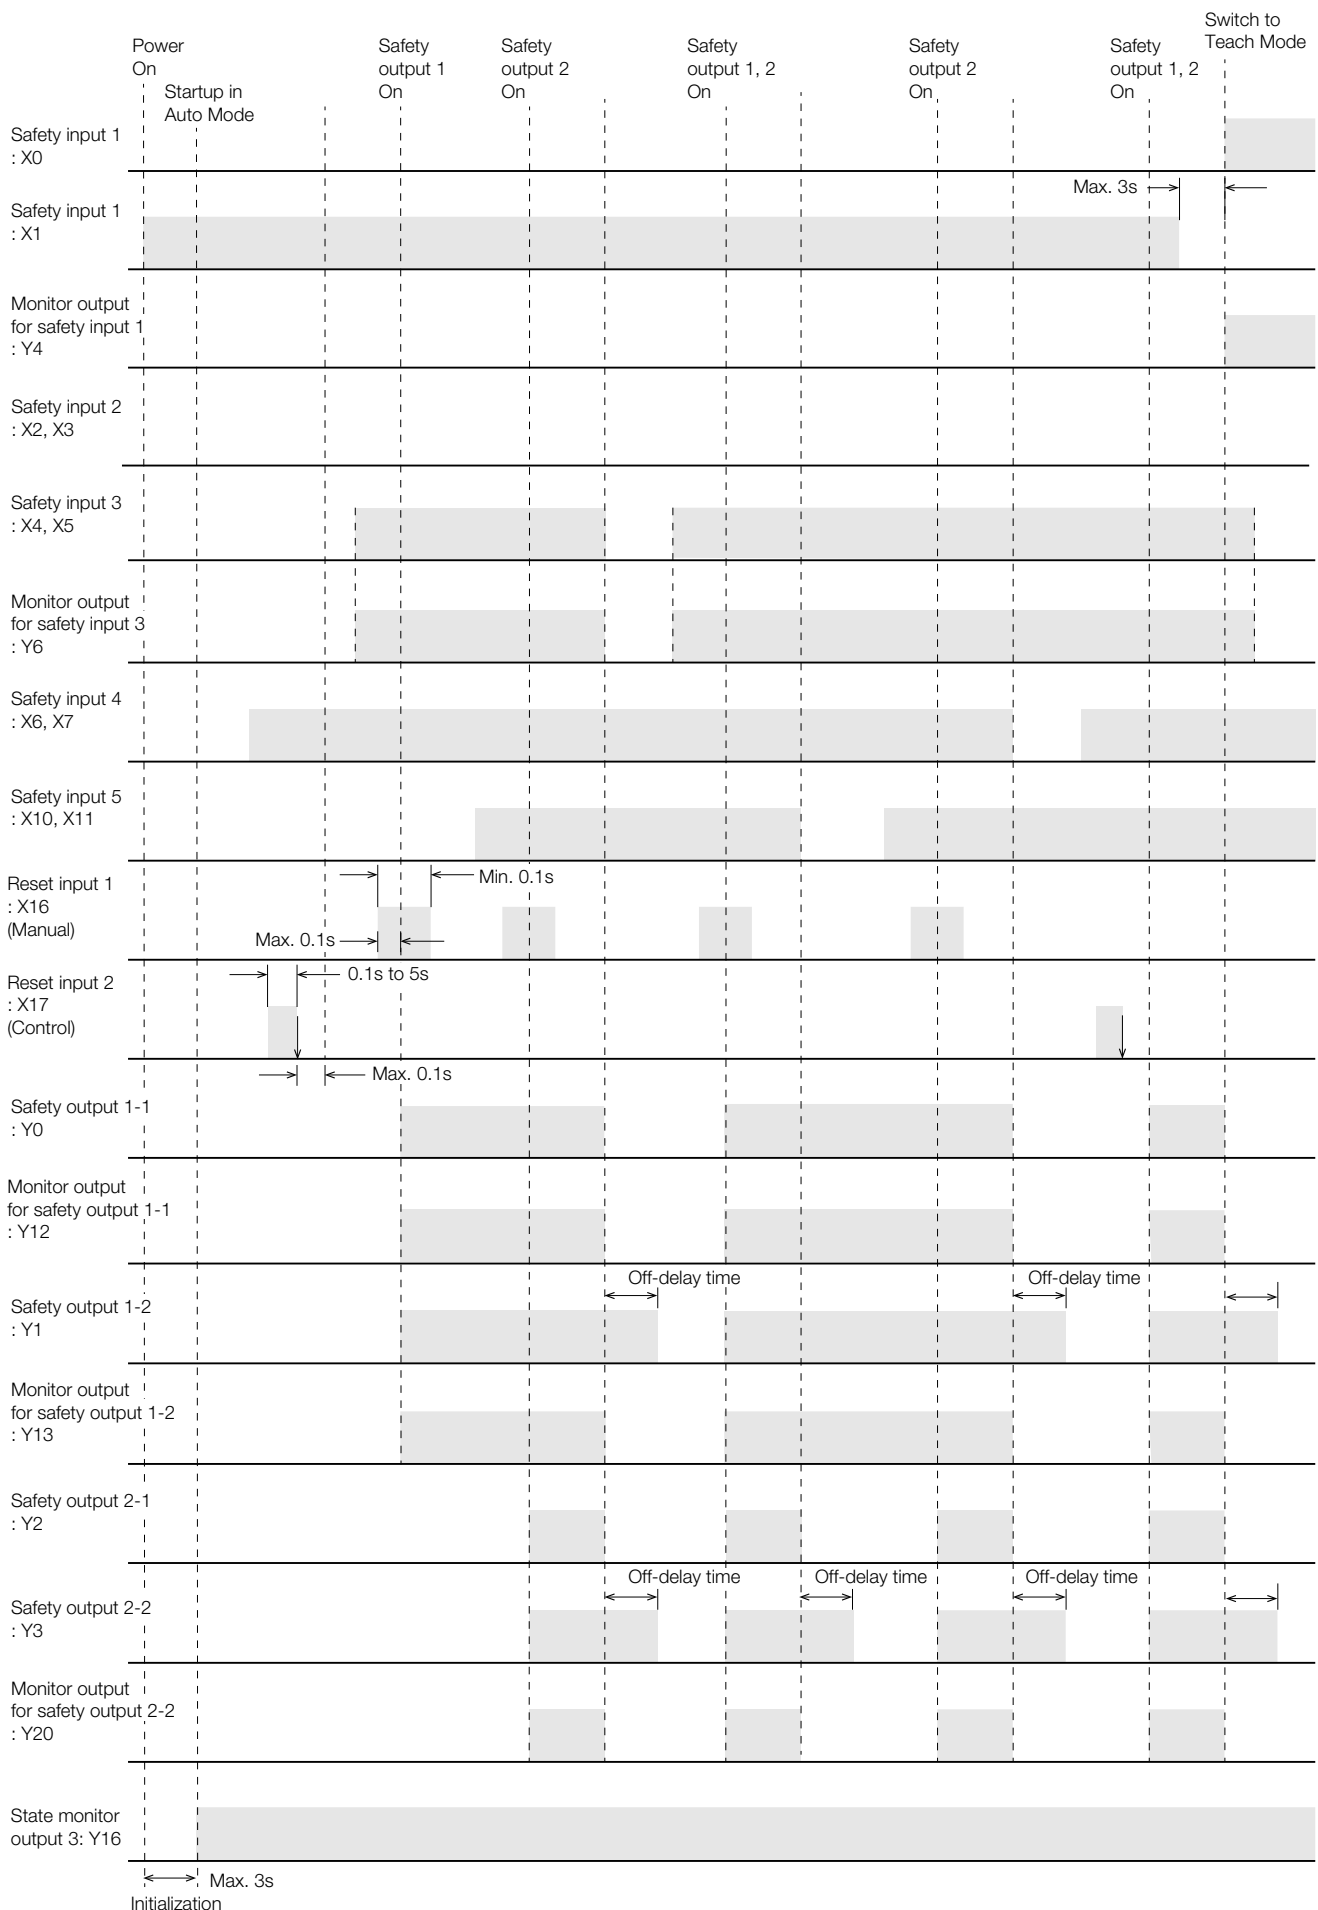 Power
On
Startup in
Auto Mode
Safety
output 1
On
Safety
output 2
On
Safety
output 1, 2
On
Safety
output 2
On
Safety
output 1, 2
On
Switch to
Teach Mode
Safety input 1
: X0
Max. 3s
Safety input 1
: X1
Monitor output
for safety input 1
: Y4
Safety input 2
: X2, X3
Safety input 3
: X4, X5
Monitor output
for safety input 3
: Y6
Safety input 4
: X6, X7
Safety input 5
: X10, X11
Reset input 1
: X16
(Manual)
Min. 0.1s
Max. 0.1s
Reset input 2
: X17
(Control)
0.1s to 5s
Max. 0.1s
Safety output 1-1
: Y0
Monitor output
for safety output 1-1
: Y12
Off-delay time
Off-delay time
Safety output 1-2
: Y1
Monitor output
for safety output 1-2
: Y13
Safety output 2-1
: Y2
Off-delay time
Off-delay time
Off-delay time
Safety output 2-2
: Y3
Monitor output
for safety output 2-2
: Y20
State monitor
output 3: Y16
Max. 3s
Initialization